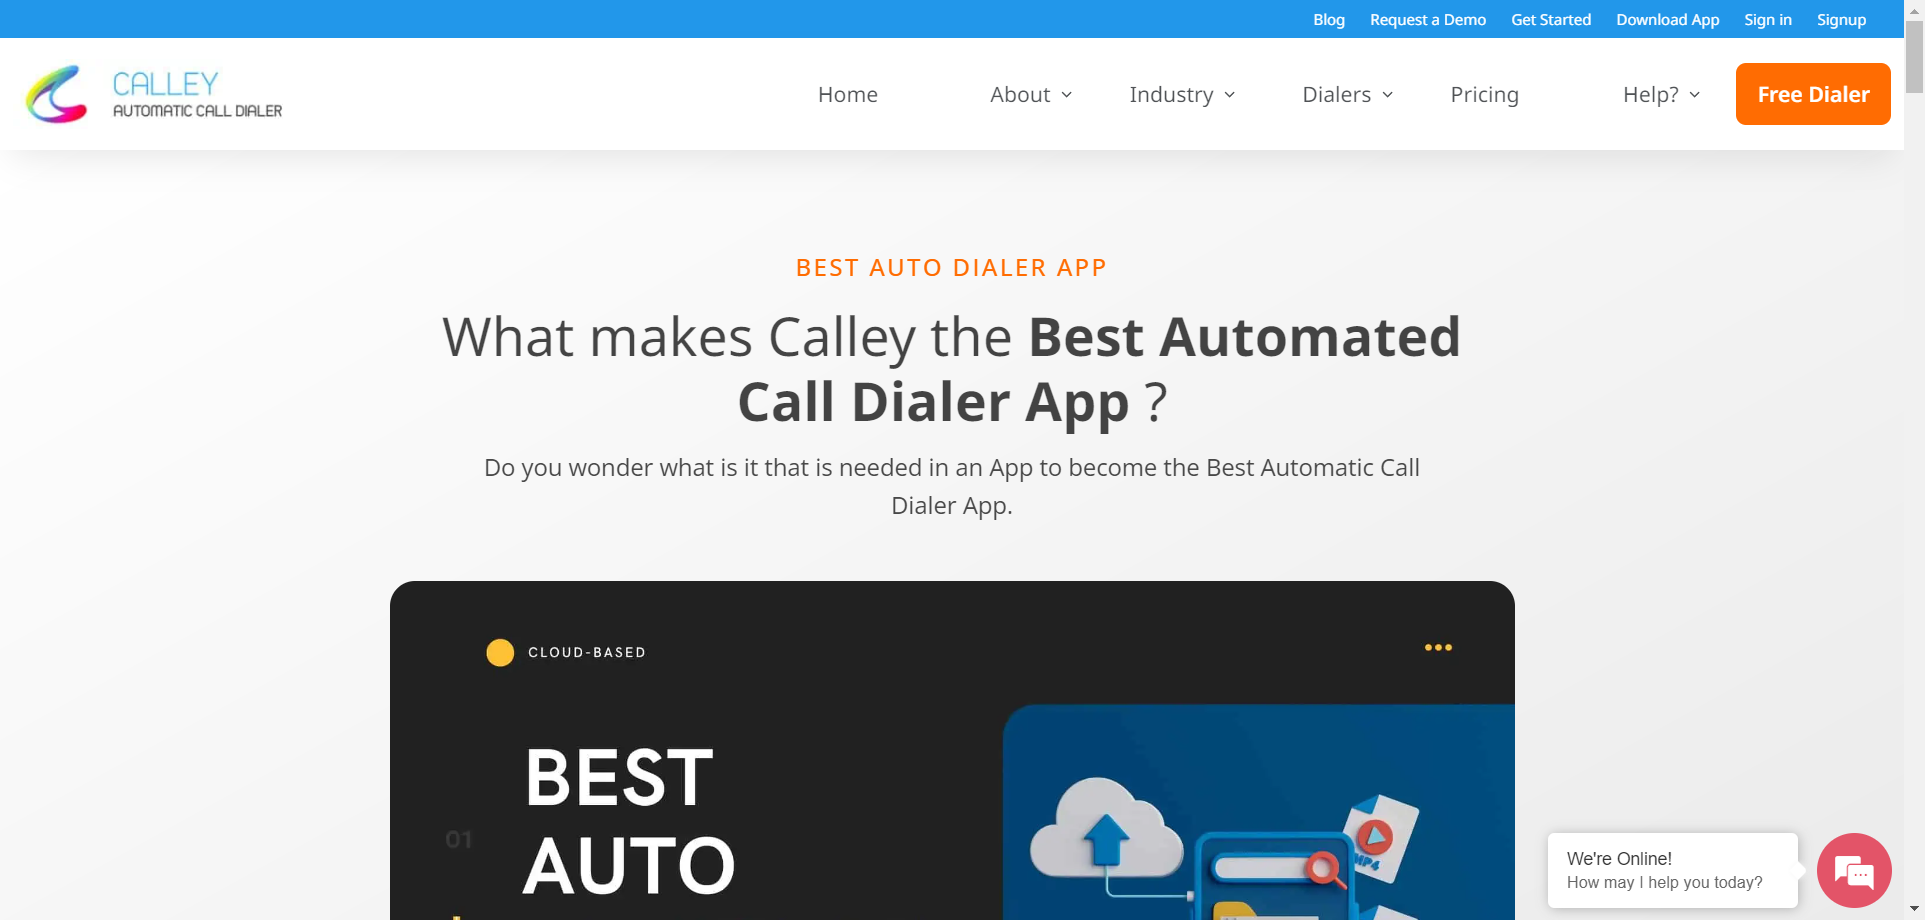 Blog Request a Demo Get Started Download App Sign in Signup
CALLEY
AUTOMATIC CALL DIALER
Home About Industry Dialers Pricing Help? Free Dialer
BEST AUTO DIALER APP
What makes Calley the Best Automated
Call Dialer App ?
Do you wonder what is it that is needed in an App to become the Best Automatic Call
Dialer App.
CLOUD-BASED
BEST
01
AUTO
MP4
We're Online!
How may I help you today?